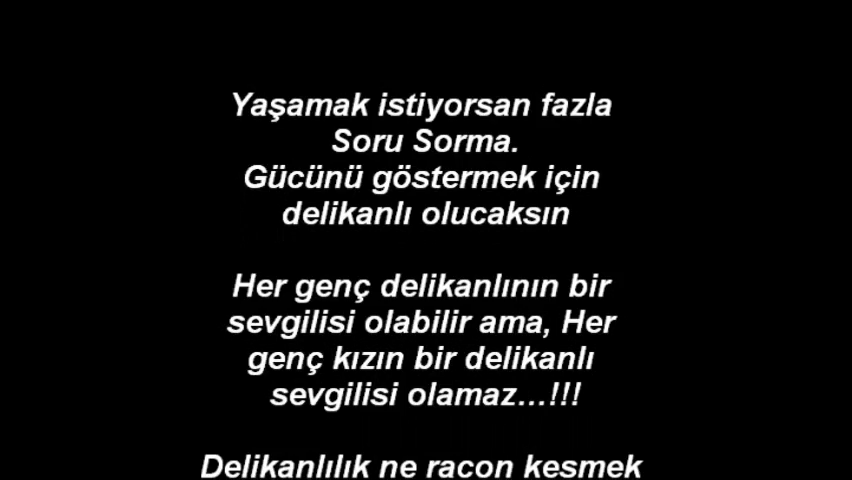 Yaşamak istiyorsan fazla
Soru Sorma.
Gücünü göstermek için
delikanlı olucaksın
Her genç delikanlının bir
sevgilisi olabilir ama, Her
genç kızın bir delikanlı
sevgilisi olamaz...!!!
Delikanlılık ne racon kesmek